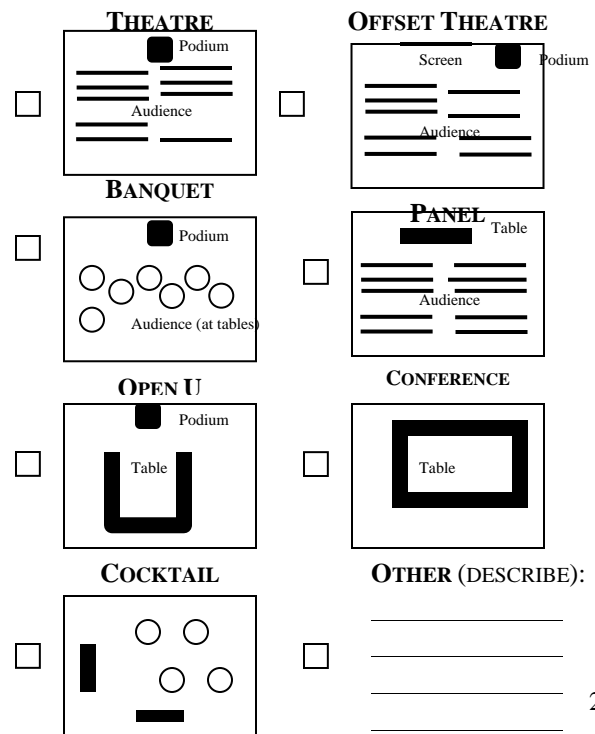 THEATRE
Podium
Audience
OFFSET THEATRE
Screen
Podium
Audience
BANQUET
Podium
Audience (at tables)
PANEL
Table
Audience
OPEN U
Podium
Table
CONFERENCE
Table
COCKTAIL
OTHER (DESCRIBE):
2